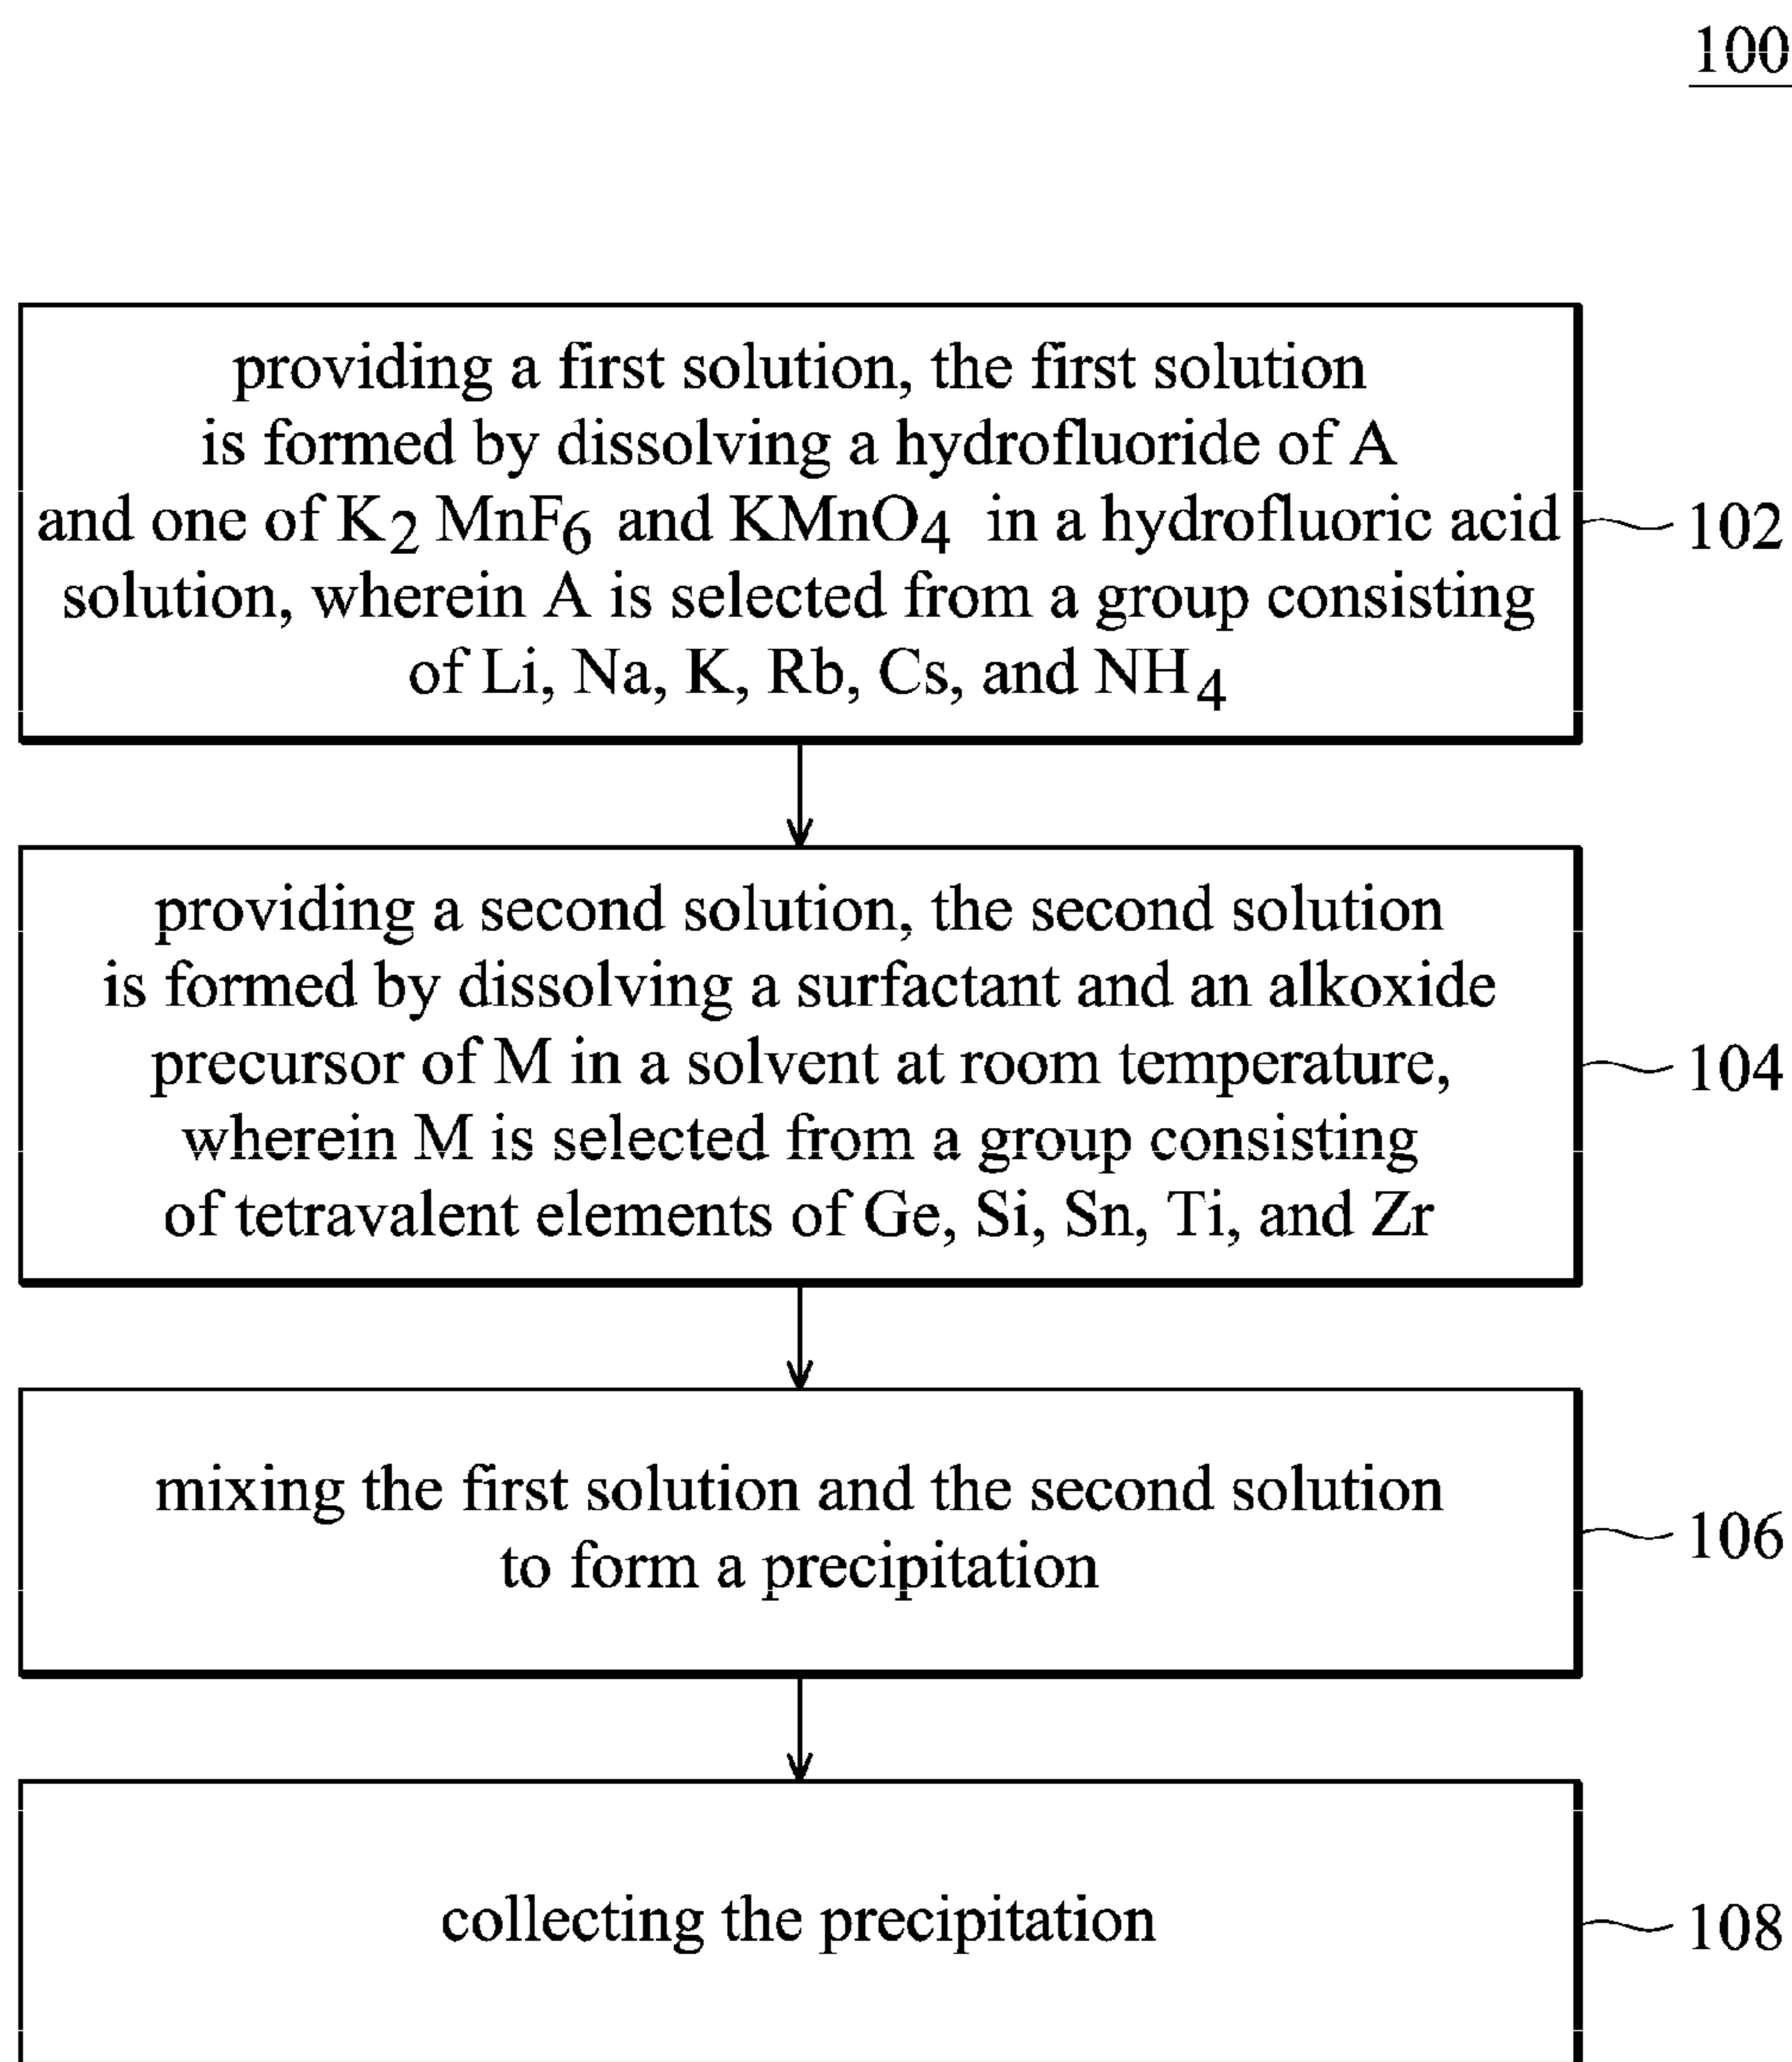 100
providing a first solution, the first solution
is formed by dissolving a hydrofluoride of A
and one of K2 MnF6 and KMnO4 in a hydrofluoric acid
solution, wherein A is selected from a group consisting
of Li, Na, K, Rb, Cs, and NH4
102
providing a second solution, the second solution
is formed by dissolving a surfactant and an alkoxide
precursor of M in a solvent at room temperature,
wherein M is selected from a group consisting
of tetravalent elements of Ge, Si, Sn, Ti, and Zr
104
mixing the first solution and the second solution
to form a precipitation
106
collecting the precipitation
108